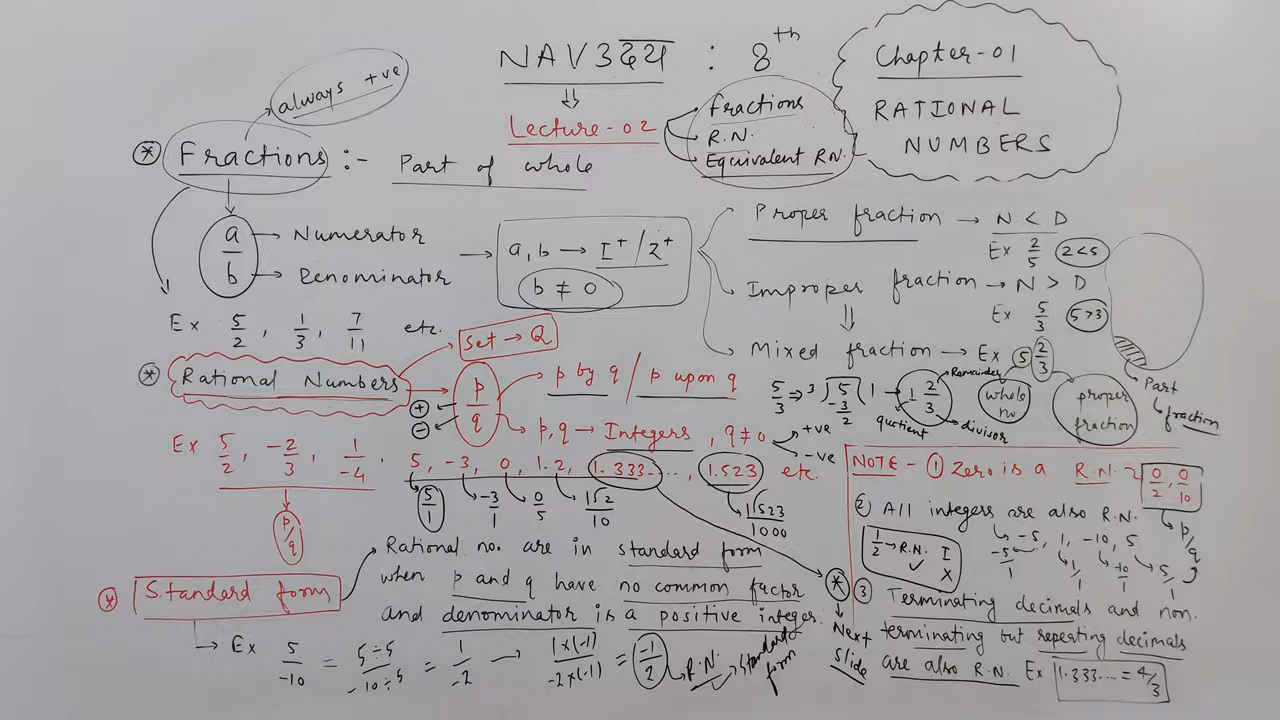 NAV3उदय : 8th
Chapter-01
RATIONAL
NUMBERS
Lecture-02
Fractions
R.N.
Equivalent R.N.
always +ve
* Fractions :- Part of whole
a/b
Numerator
Denominator
a, b → I⁺/Z⁺
b ≠ 0
Proper fraction → N < D
Ex 2/5 2<5
Improper fraction → N > D
Ex 5/3 5>3
Mixed fraction → Ex 5 2/3
whole no
proper fraction
Part
fraction
5/3 ⇒ 3)5(1 → 1 2/3
-3
2
Remainder
quotient
divisor
Ex 5/2, 1/3, 7/11 etc.
* Rational Numbers
Set → Q
p/q
+
-
p by q / p upon q
p, q → Integers, q ≠ 0
+ve
-ve
Ex 5/2, -2/3, 1/-4, 5, -3, 0, 1.2, 1.333..., 1.523 etc.
p/q
5/1 -3/1 0/5 12/10 1523/1000
* Standard form
Rational no. are in standard form
when p and q have no common factor
and denominator is a positive integer.
Ex 5/-10 = 5÷5/-10÷5 = 1/-2 → 1×(-1)/-2×(-1) = -1/2
R.N. → standard form
*
Next
slide
NOTE - ① Zero is a R.N. 0/2, 0/10
p/q
② All integers are also R.N.
-5, 1, -10, 5
-5/1 1/1 -10/1 5/1
1/2 → R.N. I
✓ X
③ Terminating decimals and non.
terminating but repeating decimals
are also R.N. Ex 1.333... = 4/3